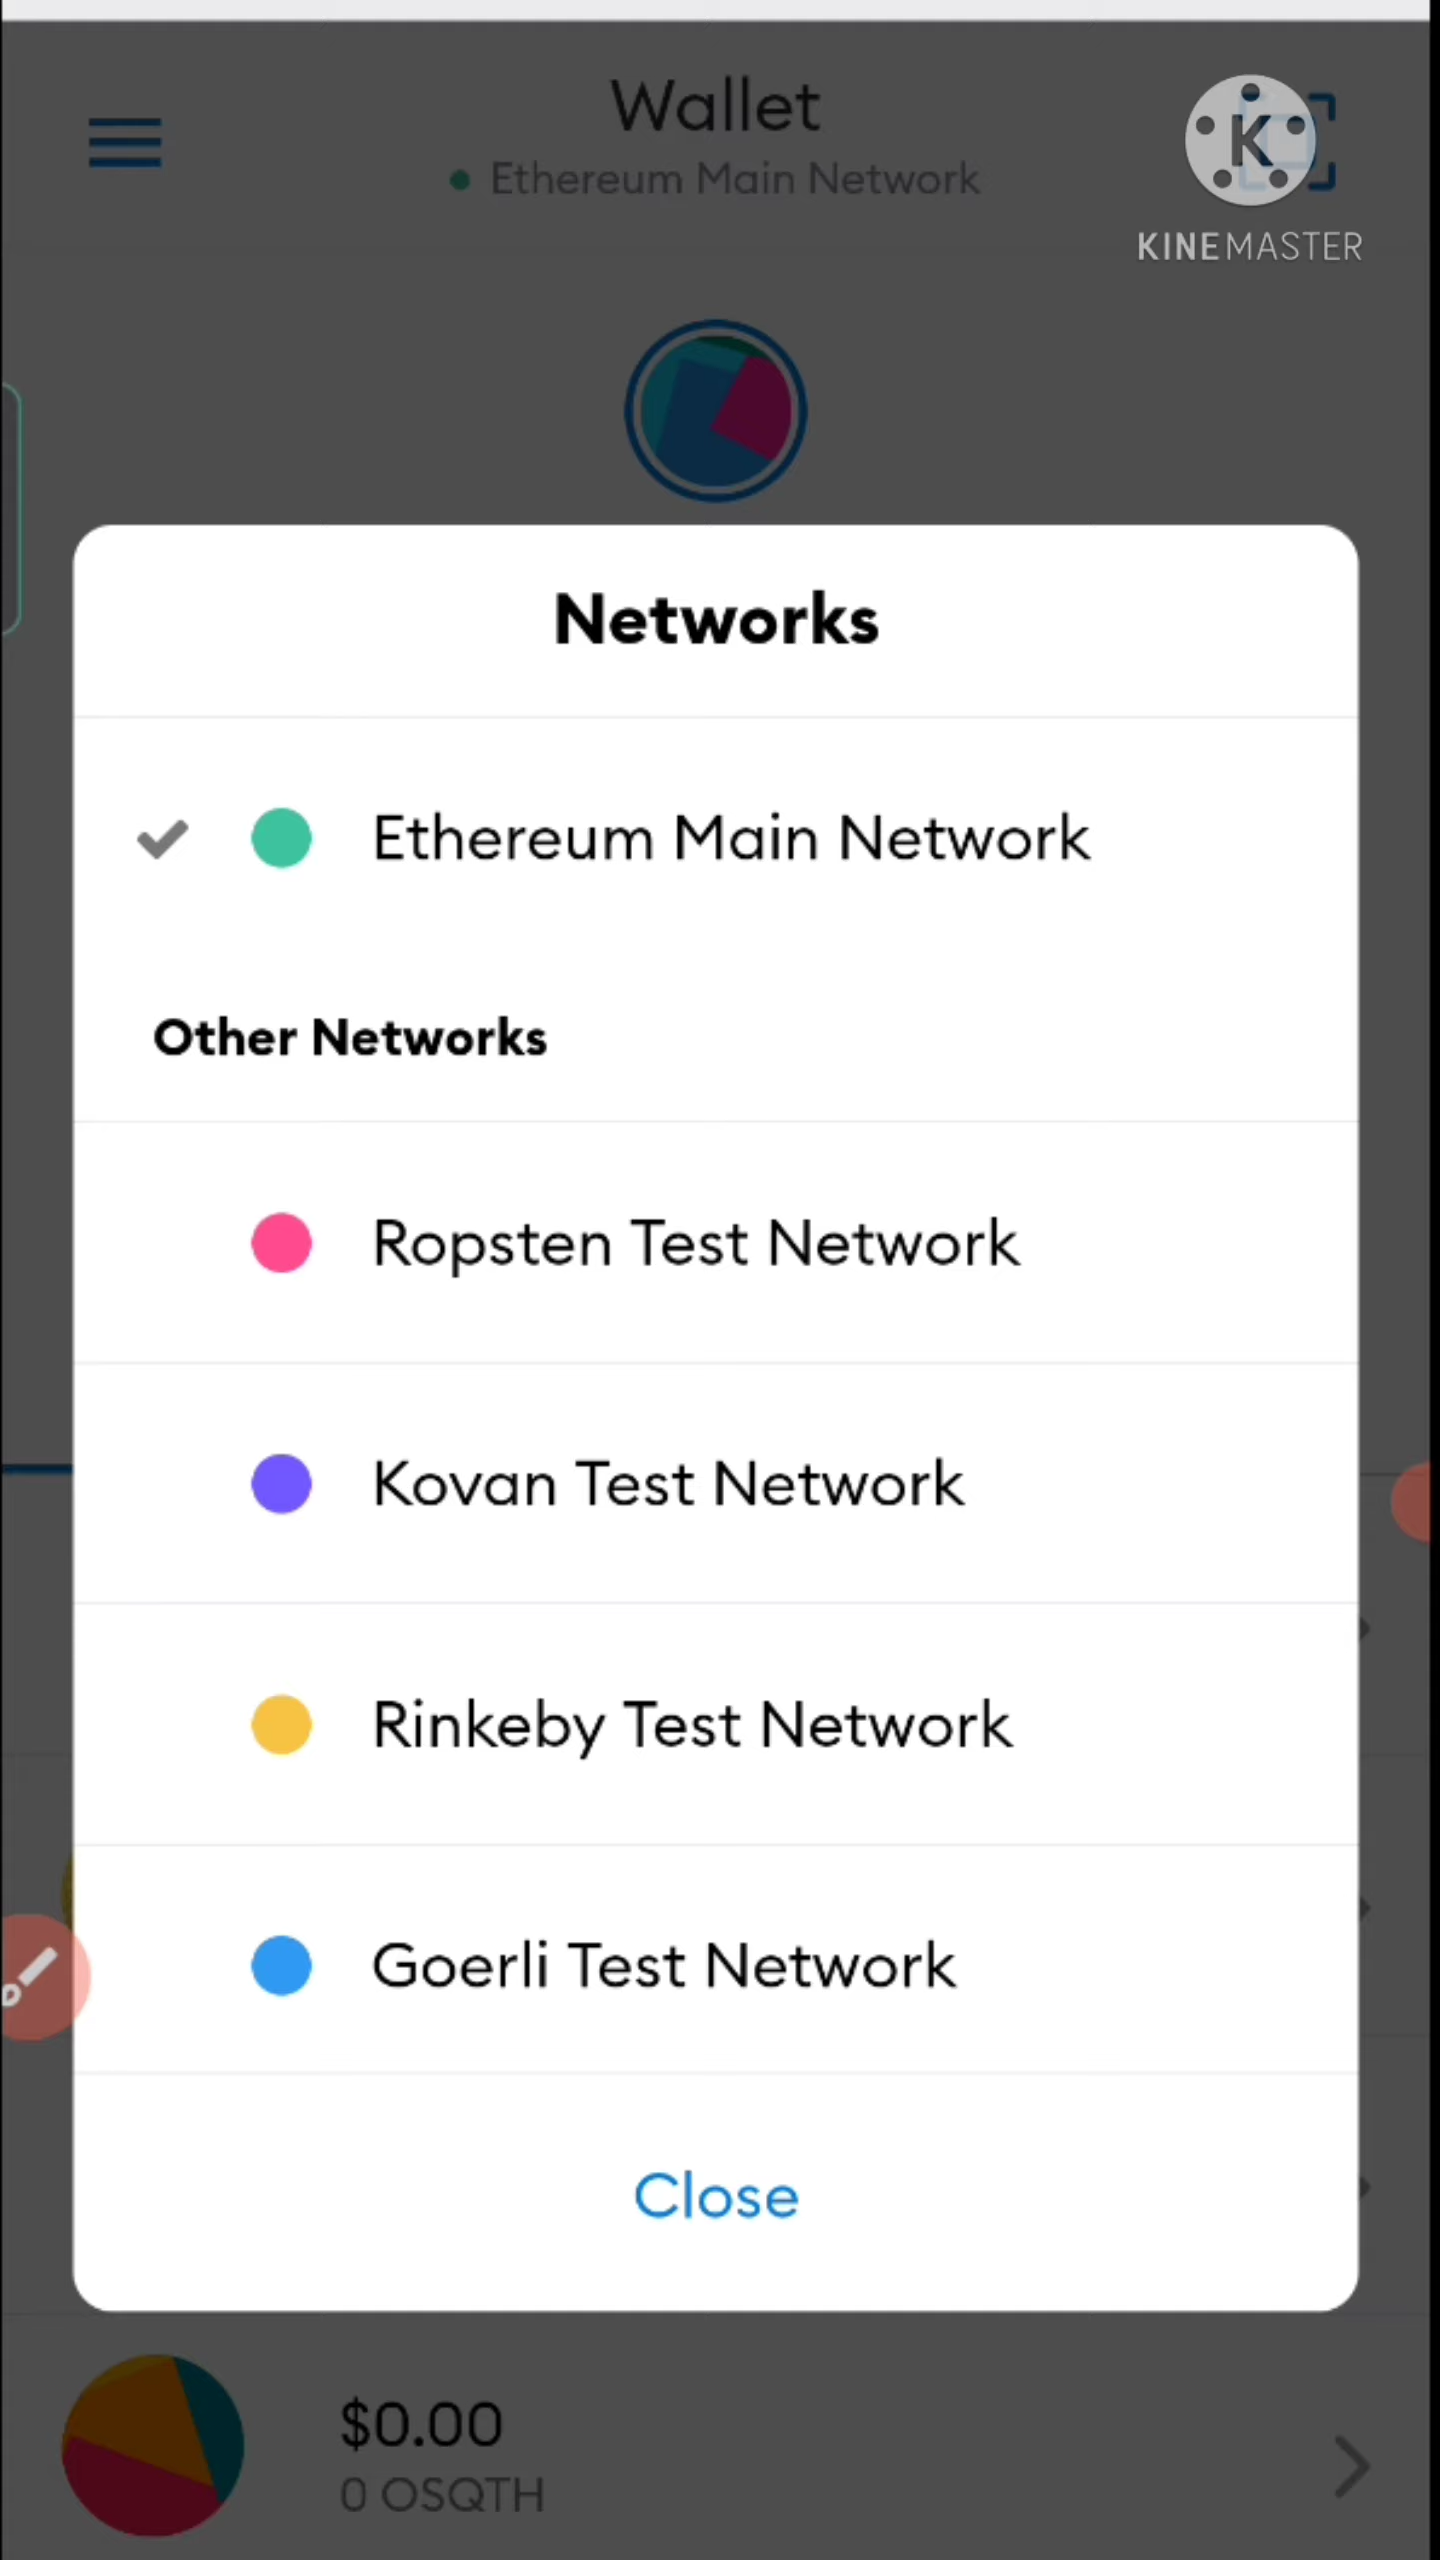 Wallet
Ethereum Main Network
K
KINEMASTER
Networks
Ethereum Main Network
Other Networks
Ropsten Test Network
Kovan Test Network
Rinkeby Test Network
Goerli Test Network
Close
$0.00
0 OSQTH